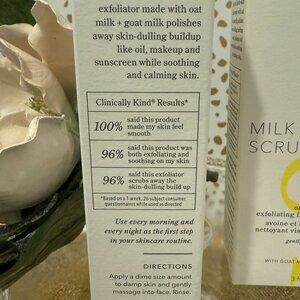 exfoliator made with oat
milk + goat milk polishes
away skin-dulling buildup
like oil, makeup and
sunscreen while soothing
and calming skin.
Clinically Kind® Results*
100% said this product
made my skin feel
smooth
96% said this product was
both exfoliating and
soothing on my skin
96% said this exfoliator
scrubs away the
skin-dulling build up
*Based on a 1-week, 26 subject consumer
questionnaire while used as directed
Use every morning and
every night as the first step
in your skincare routine.
DIRECTIONS
Apply a dime size amount
to damp skin and gently
massage into face. Rinse.
MILK
SCRU
exfoliating f
avoine et
nettoyant vis
gent
WITH GOAT M